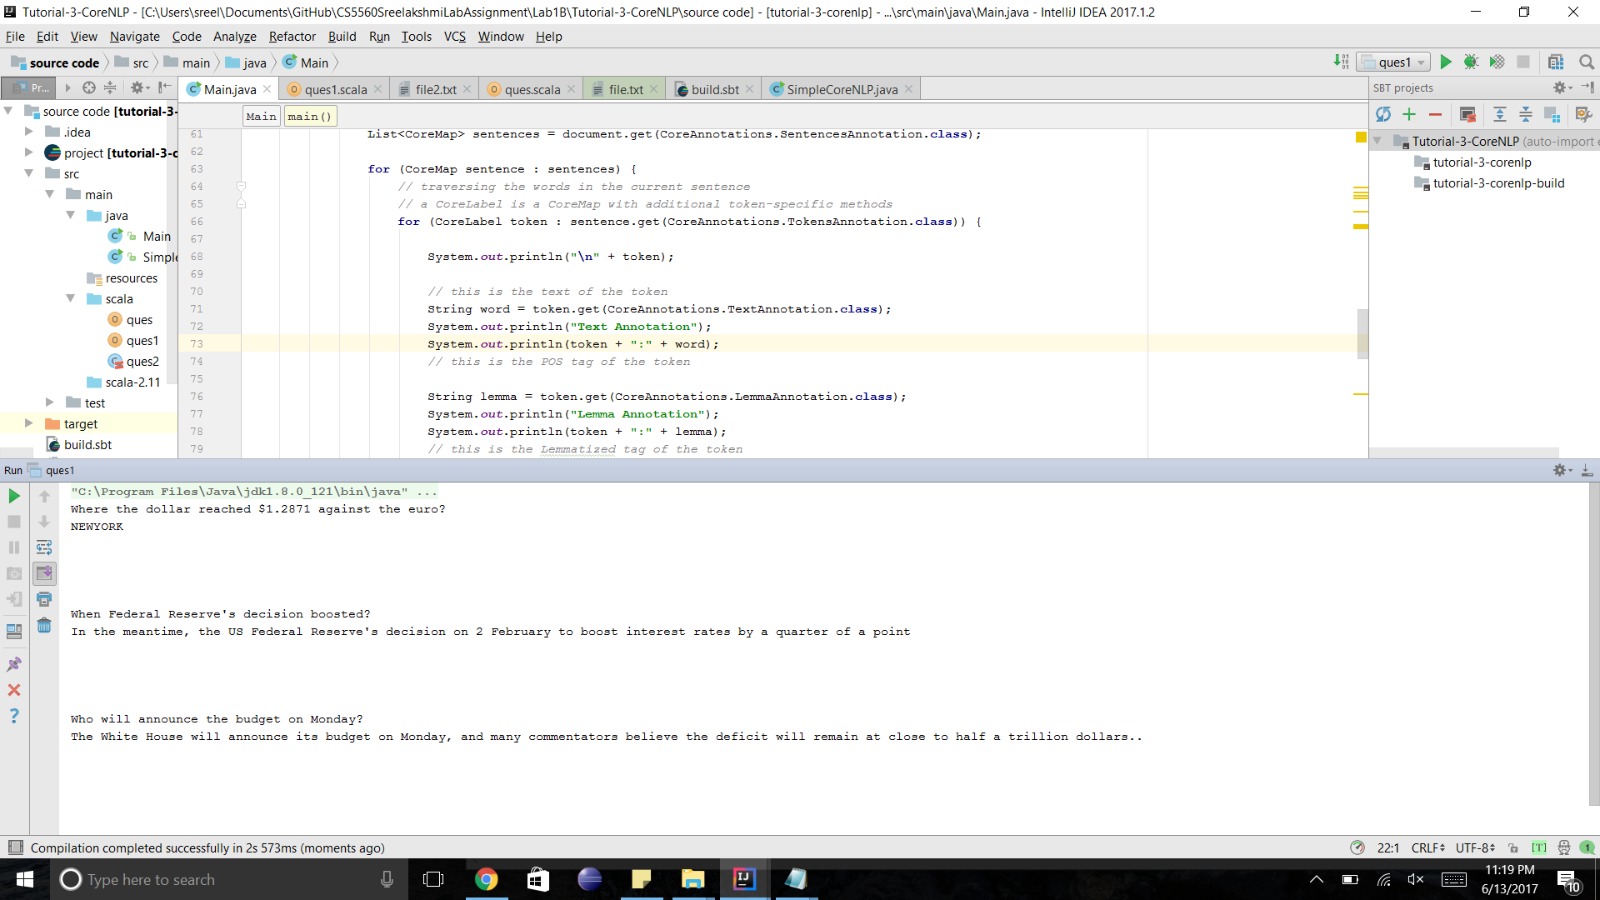 Tutorial-3-CoreNLP - [C:\Users\sreel\Documents\GitHub\CS5560SreelakshmiLabAssignment\Lab1B\Tutorial-3-CoreNLP\source code] - [tutorial-3-corenlp] - ...\src\main\java\Main.java - IntelliJ IDEA 2017.1.2
File Edit View Navigate Code Analyze Refactor Build Run Tools VCS Window Help
source code src main java Main ques1
Pr... Main.java ques1.scala file2.txt ques.scala file.txt build.sbt SimpleCoreNLP.java SBT projects
source code [tutorial-3-
.idea
project [tutorial-3-c
src
main
java
Main
Simple
resources
scala
ques
ques1
ques2
scala-2.11
test
target
build.sbt
Main main()
61 List<CoreMap> sentences = document.get(CoreAnnotations.SentencesAnnotation.class);
62
63 for (CoreMap sentence : sentences) {
64 // traversing the words in the current sentence
65 // a CoreLabel is a CoreMap with additional token-specific methods
66 for (CoreLabel token : sentence.get(CoreAnnotations.TokensAnnotation.class)) {
67
68 System.out.println("\n" + token);
69
70 // this is the text of the token
71 String word = token.get(CoreAnnotations.TextAnnotation.class);
72 System.out.println("Text Annotation");
73 System.out.println(token + ":" + word);
74 // this is the POS tag of the token
75
76 String lemma = token.get(CoreAnnotations.LemmaAnnotation.class);
77 System.out.println("Lemma Annotation");
78 System.out.println(token + ":" + lemma);
79 // this is the Lemmatized tag of the token
Tutorial-3-CoreNLP (auto-import e
tutorial-3-corenlp
tutorial-3-corenlp-build
Run ques1
"C:\Program Files\Java\jdk1.8.0_121\bin\java" ...
Where the dollar reached $1.2871 against the euro?
NEWYORK
When Federal Reserve's decision boosted?
In the meantime, the US Federal Reserve's decision on 2 February to boost interest rates by a quarter of a point
Who will announce the budget on Monday?
The White House will announce its budget on Monday, and many commentators believe the deficit will remain at close to half a trillion dollars..
Compilation completed successfully in 2s 573ms (moments ago) 22:1 CRLF UTF-8 [T] 1
Type here to search
11:19 PM
6/13/2017
10